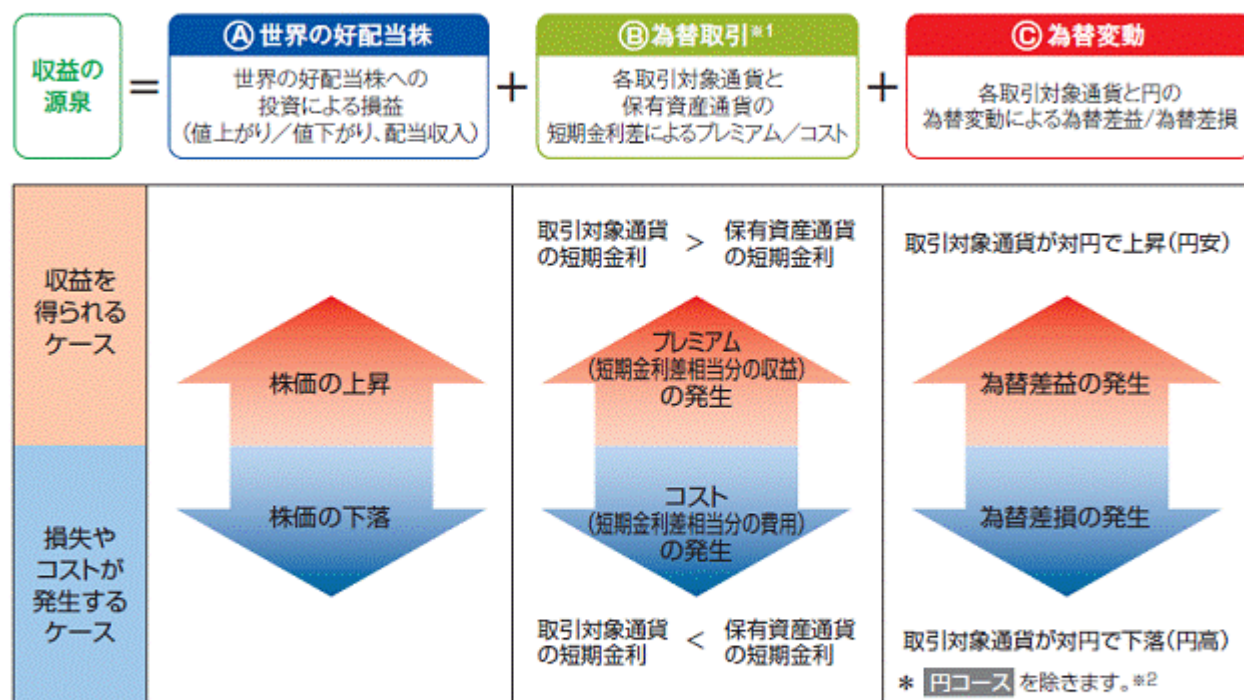 収益の
源泉
=
Ⓐ世界の好配当株
世界の好配当株への
投資による損益
(値上がり/値下がり、配当収入)
+
Ⓑ為替取引※1
各取引対象通貨と
保有資産通貨の
短期金利差によるプレミアム/コスト
+
Ⓒ為替変動
各取引対象通貨と円の
為替変動による為替差益/為替差損
収益を
得られる
ケース
株価の上昇
取引対象通貨
の短期金利
>
保有資産通貨
の短期金利
プレミアム
(短期金利差相当分の収益)
の発生
取引対象通貨が対円で上昇(円安)
為替差益の発生
損失や
コストが
発生する
ケース
株価の下落
コスト
(短期金利差相当分の費用)
の発生
取引対象通貨
の短期金利
<
保有資産通貨
の短期金利
為替差損の発生
取引対象通貨が対円で下落(円高)
* 円コース を除きます。※2